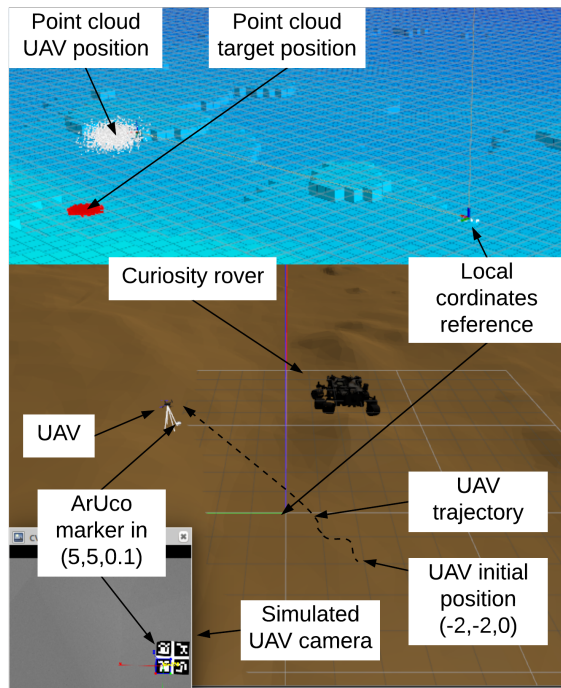 Point cloud
UAV position
Point cloud
target position
Curiosity rover
Local
cordinates
reference
UAV
ArUco
marker in
(5,5,0.1)
UAV
trajectory
UAV initial
position
(-2,-2,0)
Simulated
UAV camera